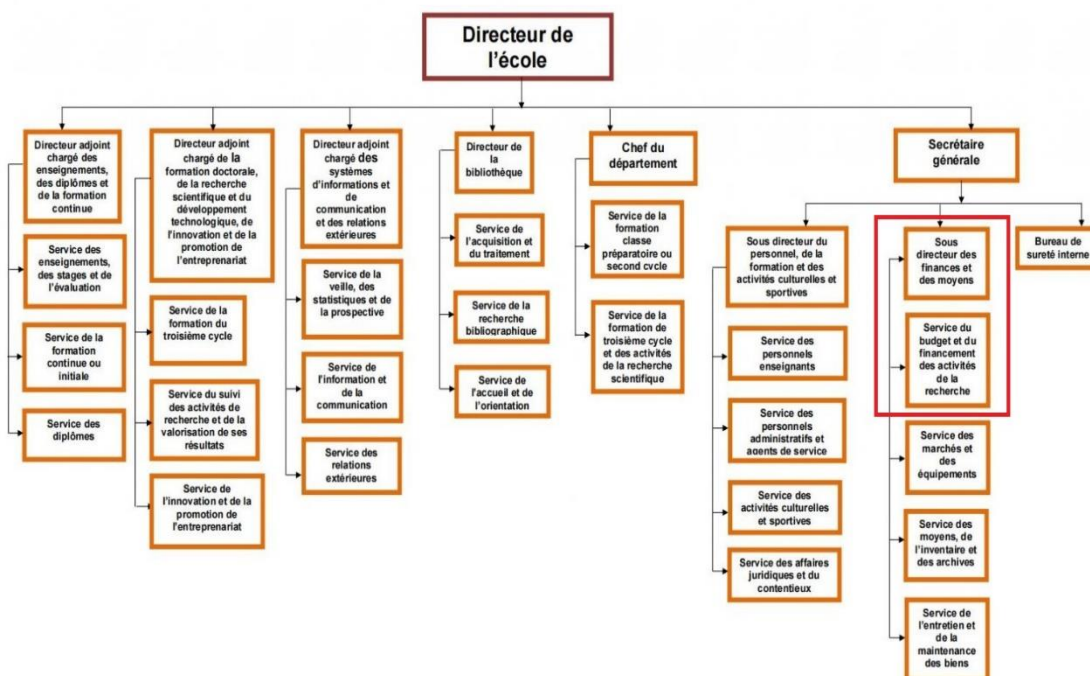 Directeur de
l'école
Directeur adjoint
chargé des
enseignements,
des diplômes et
de la formation
continue
Service des
enseignements,
des stages et de
l'évaluation
Service de la
formation
continue ou
initiale
Service des
diplômes
Directeur adjoint
chargé de la
formation doctorale,
de la recherche
scientifique et du
développement
technologique, de
l'innovation et de la
promotion de
l'entreprenariat
Service de la
formation du
troisième cycle
Service du suivi
des activités de
recherche et de la
valorisation de ses
résultats
Service de
l'innovation et de la
promotion de
l'entreprenariat
Directeur adjoint
chargé des
systèmes
d'informations et
de
communication
et des relations
extérieures
Service de la
veille, des
statistiques et de
la prospective
Service de
l'information et
de la
communication
Service des
relations
extérieures
Directeur de
la
bibliothèque
Service de
l'acquisition et
du traitement
Service de la
recherche
bibliographique
Service de
l'accueil et de
l'orientation
Chef du
département
Service de la
formation
classe
préparatoire ou
second cycle
Service de la
formation de
troisième cycle
et des activités
de la recherche
scientifique
Secrétaire
générale
Sous directeur du
personnel, de la
formation et des
activités culturelles et
sportives
Service des
personnels
enseignants
Service des
personnels
administratifs et
agents de service
Service des
activités culturelles
et sportives
Service des affaires
juridiques et du
contentieux
Sous
directeur des
finances et
des moyens
Service du
budget et du
financement
des activités
de la
recherche
Service des
marchés et
des
équipements
Service des
moyens, de
l'inventaire et
des archives
Service de
l'entretien et
de la
maintenance
des biens
Bureau de
sureté interne